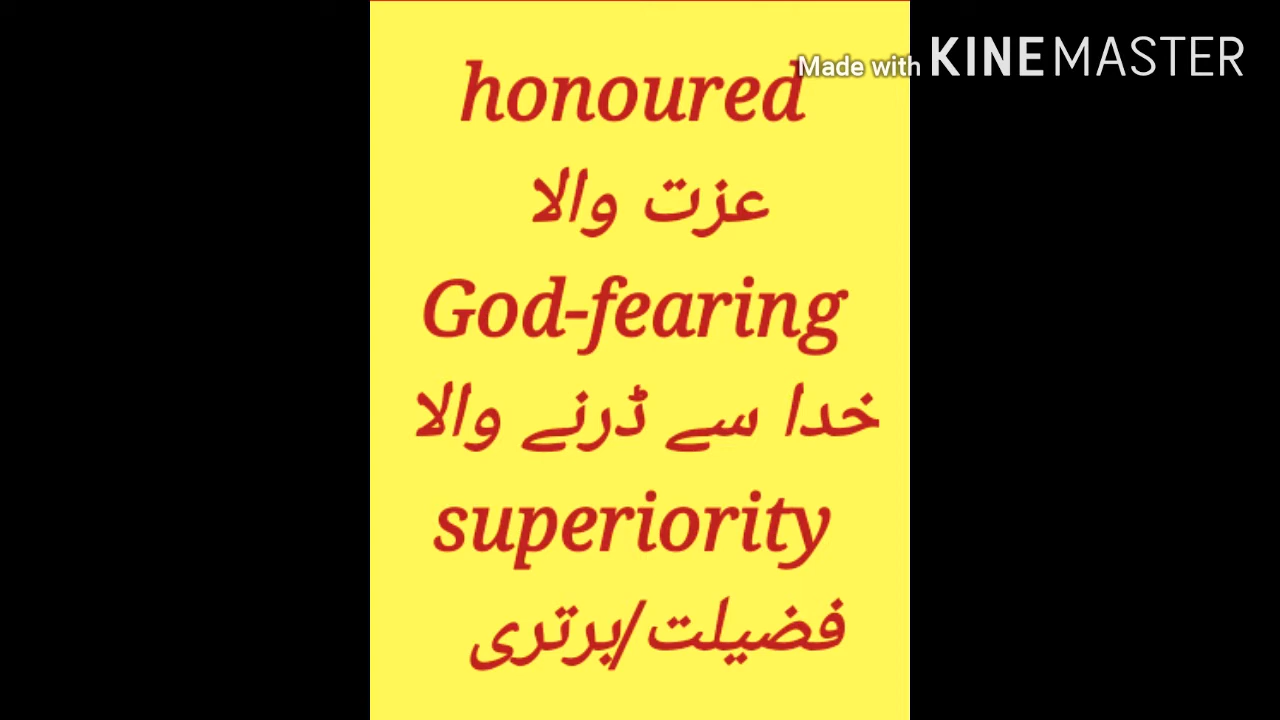 Made with KINEMASTER
honoured
عزت والا
God-fearing
خدا سے ڈرنے والا
superiority
فضیلت/برتری